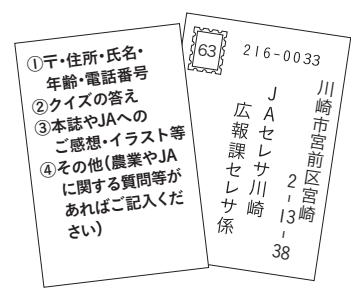 ①〒・住所・氏名・
年齢・電話番号
②クイズの答え
③本誌やJAへの
ご感想・イラスト等
④その他（農業やJA
に関する質問等が
あればご記入くだ
さい）
63
216-0033
川崎市宮前区宮崎
2-13-38
JAセレサ川崎
広報課セレサ係